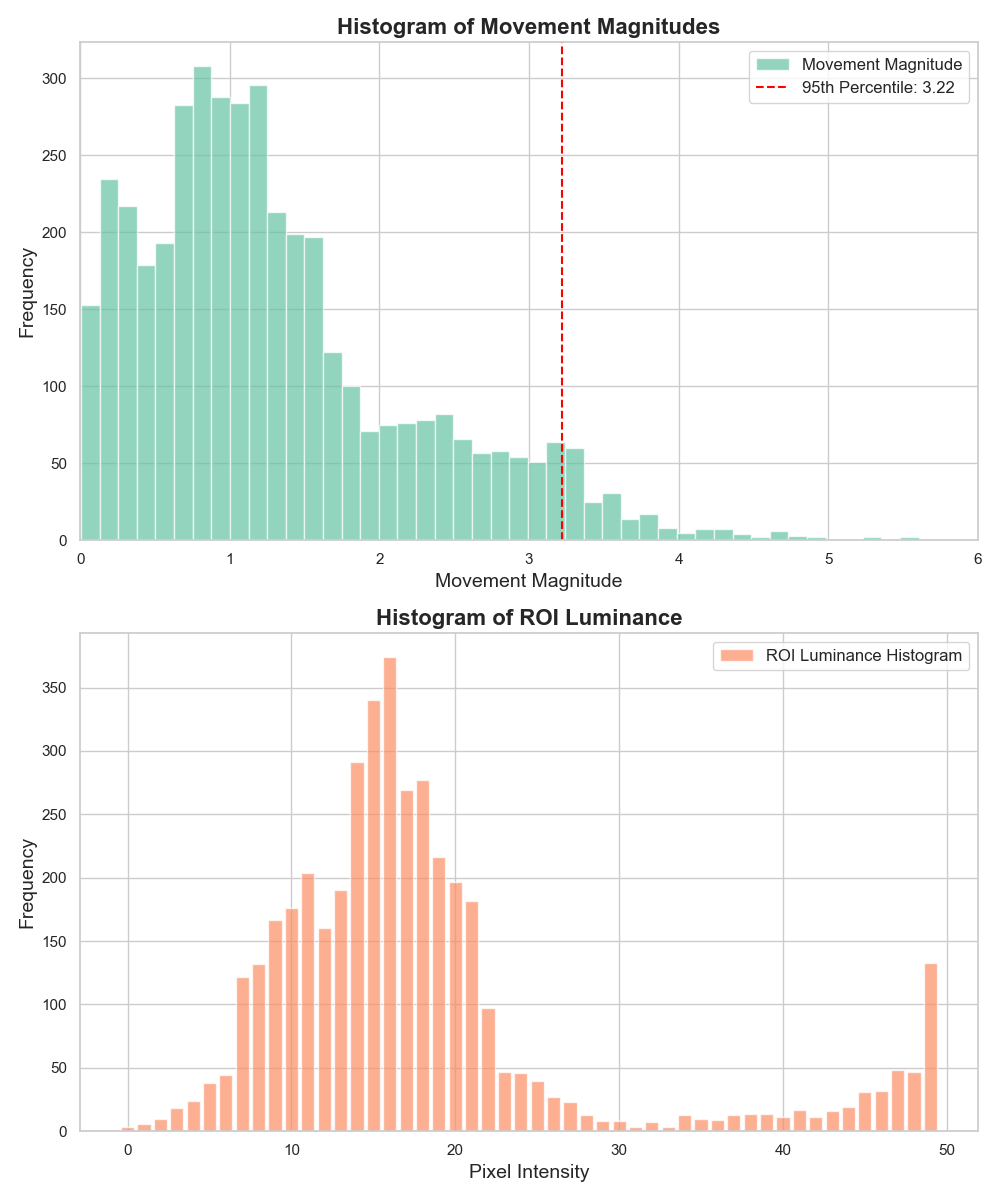 Histogram of Movement Magnitudes
Movement Magnitude
95th Percentile: 3.22
Frequency
300
250
200
150
100
50
0
0 1 2 3 4 5 6
Movement Magnitude
Histogram of ROI Luminance
ROI Luminance Histogram
Frequency
350
300
250
200
150
100
50
0
0 10 20 30 40 50
Pixel Intensity